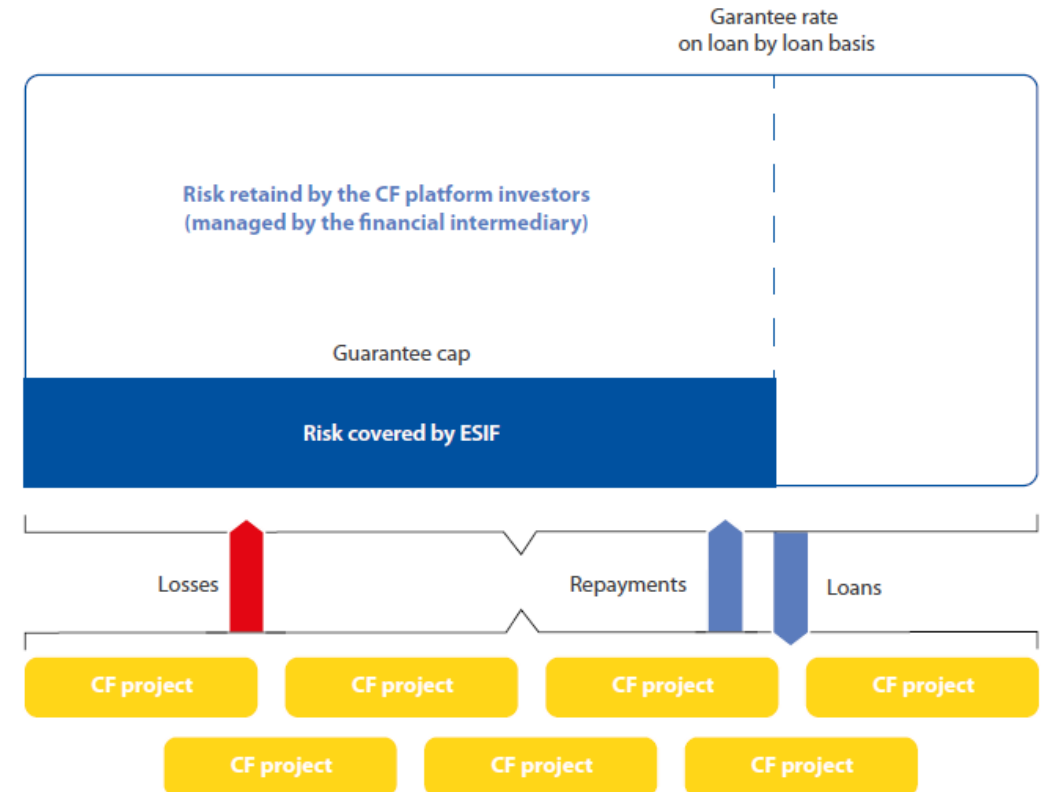 Garantee rate
on loan by loan basis
Risk retaind by the CF platform investors
(managed by the financial intermediary)
Guarantee cap
Risk covered by ESIF
Losses
Repayments
Loans
CF project
CF project
CF project
CF project
CF project
CF project
CF project